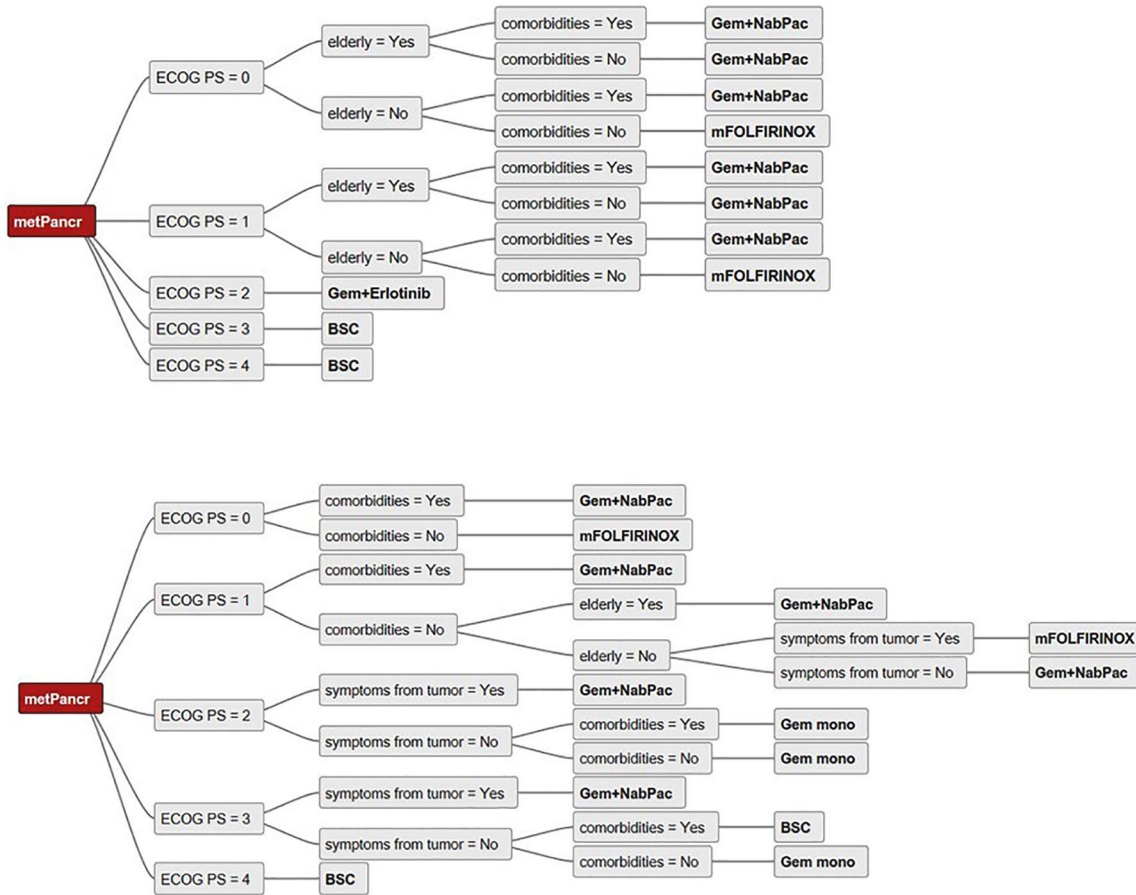 comorbidities = Yes Gem+NabPac
elderly = Yes
comorbidities = No Gem+NabPac
ECOG PS = 0
comorbidities = Yes Gem+NabPac
elderly = No
comorbidities = No mFOLFIRINOX
comorbidities = Yes Gem+NabPac
elderly = Yes
comorbidities = No Gem+NabPac
metPancr ECOG PS = 1
comorbidities = Yes Gem+NabPac
elderly = No
comorbidities = No mFOLFIRINOX
ECOG PS = 2 Gem+Erlotinib
ECOG PS = 3 BSC
ECOG PS = 4 BSC
comorbidities = Yes Gem+NabPac
ECOG PS = 0
comorbidities = No mFOLFIRINOX
comorbidities = Yes Gem+NabPac
ECOG PS = 1
elderly = Yes Gem+NabPac
comorbidities = No
symptoms from tumor = Yes mFOLFIRINOX
elderly = No
symptoms from tumor = No Gem+NabPac
metPancr
symptoms from tumor = Yes Gem+NabPac
ECOG PS = 2
comorbidities = Yes Gem mono
symptoms from tumor = No
comorbidities = No Gem mono
symptoms from tumor = Yes Gem+NabPac
ECOG PS = 3
comorbidities = Yes BSC
symptoms from tumor = No
comorbidities = No Gem mono
ECOG PS = 4 BSC